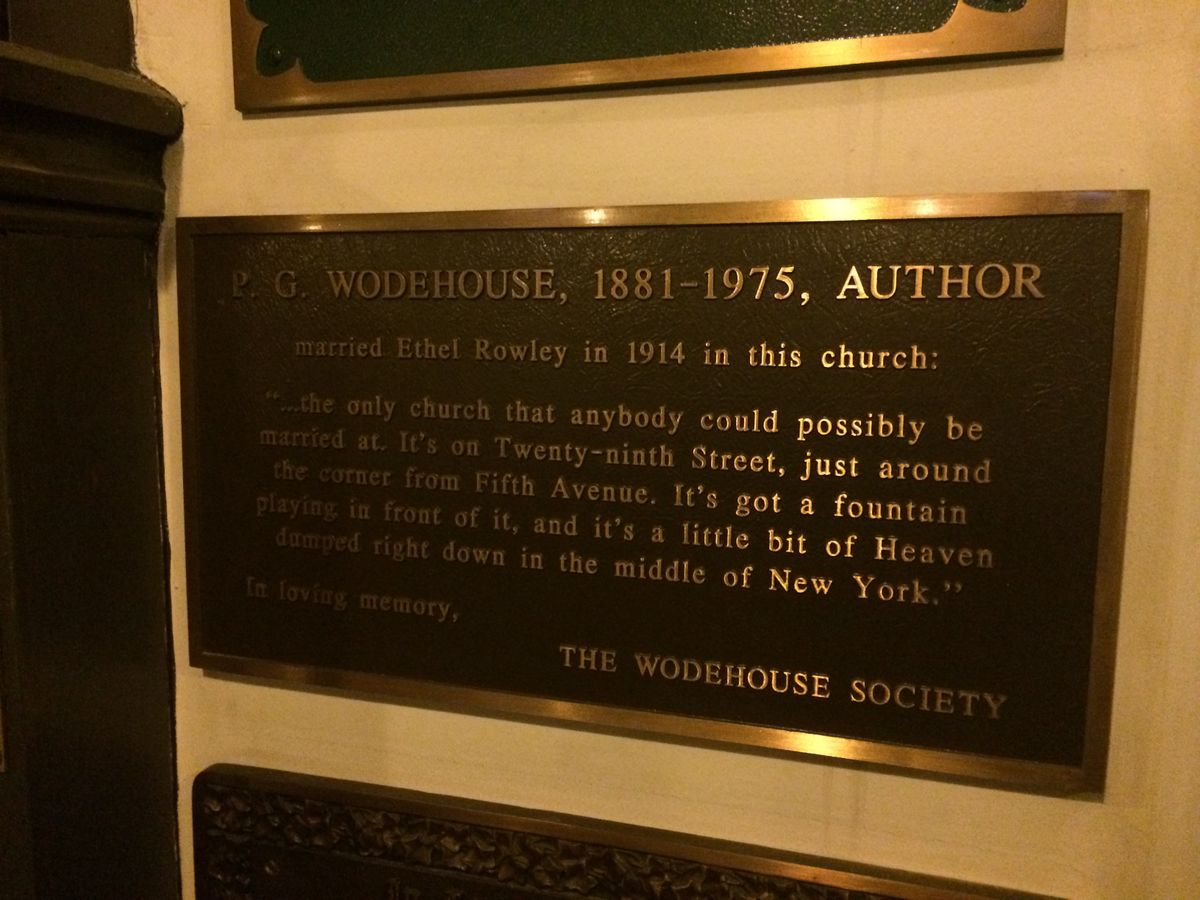 P. G. WODEHOUSE, 1881-1975, AUTHOR
married Ethel Rowley in 1914 in this church:
"...the only church that anybody could possibly be
married at. It's on Twenty-ninth Street, just around
the corner from Fifth Avenue. It's got a fountain
playing in front of it, and it's a little bit of Heaven
dumped right down in the middle of New York."
In loving memory,
THE WODEHOUSE SOCIETY